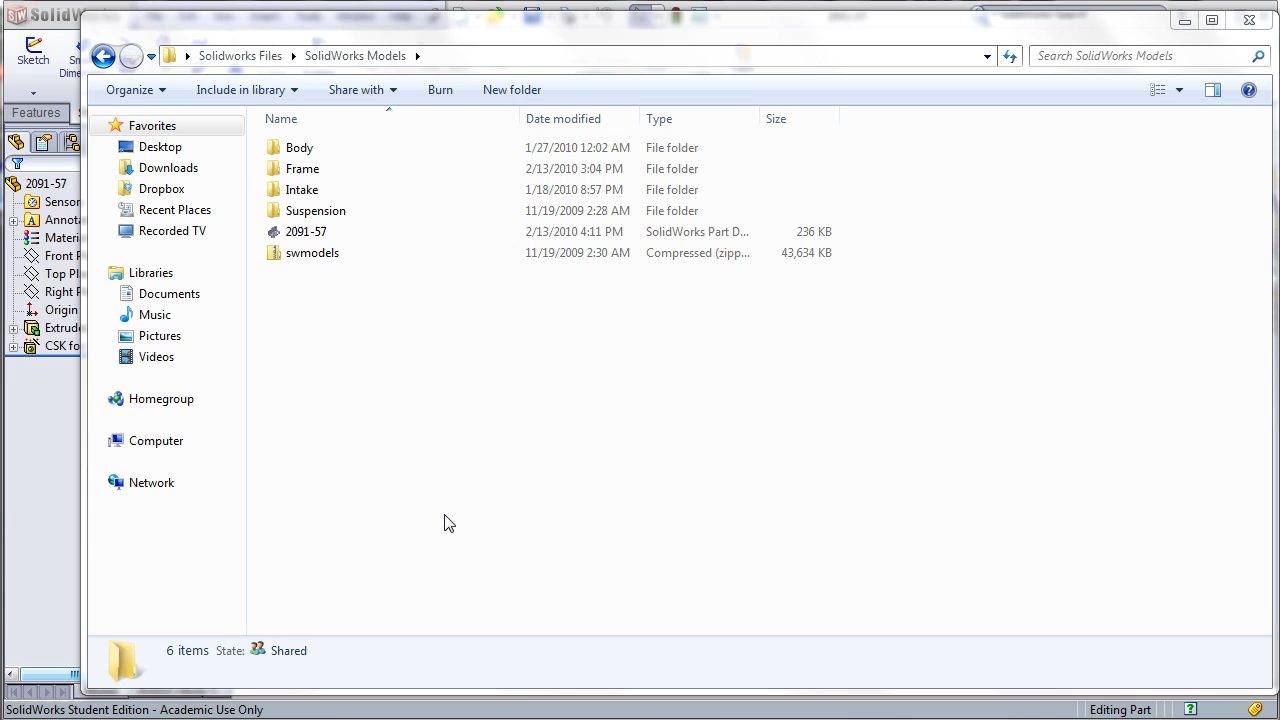 SolidW
Sketch
Features
2091-57
Sensor
Annota
Materi
Front P
Top Pl
Right P
Origin
Extrude
CSK fo
Solidworks Files SolidWorks Models
Search SolidWorks Models
Organize Include in library Share with Burn New folder
Favorites
Desktop
Downloads
Dropbox
Recent Places
Recorded TV
Libraries
Documents
Music
Pictures
Videos
Homegroup
Computer
Network
Name Date modified Type Size
Body 1/27/2010 12:02 AM File folder
Frame 2/13/2010 3:04 PM File folder
Intake 1/18/2010 8:57 PM File folder
Suspension 11/19/2009 2:28 AM File folder
2091-57 2/13/2010 4:11 PM SolidWorks Part D... 236 KB
swmodels 11/19/2009 2:30 AM Compressed (zipp... 43,634 KB
6 items State: Shared
SolidWorks Student Edition - Academic Use Only Editing Part